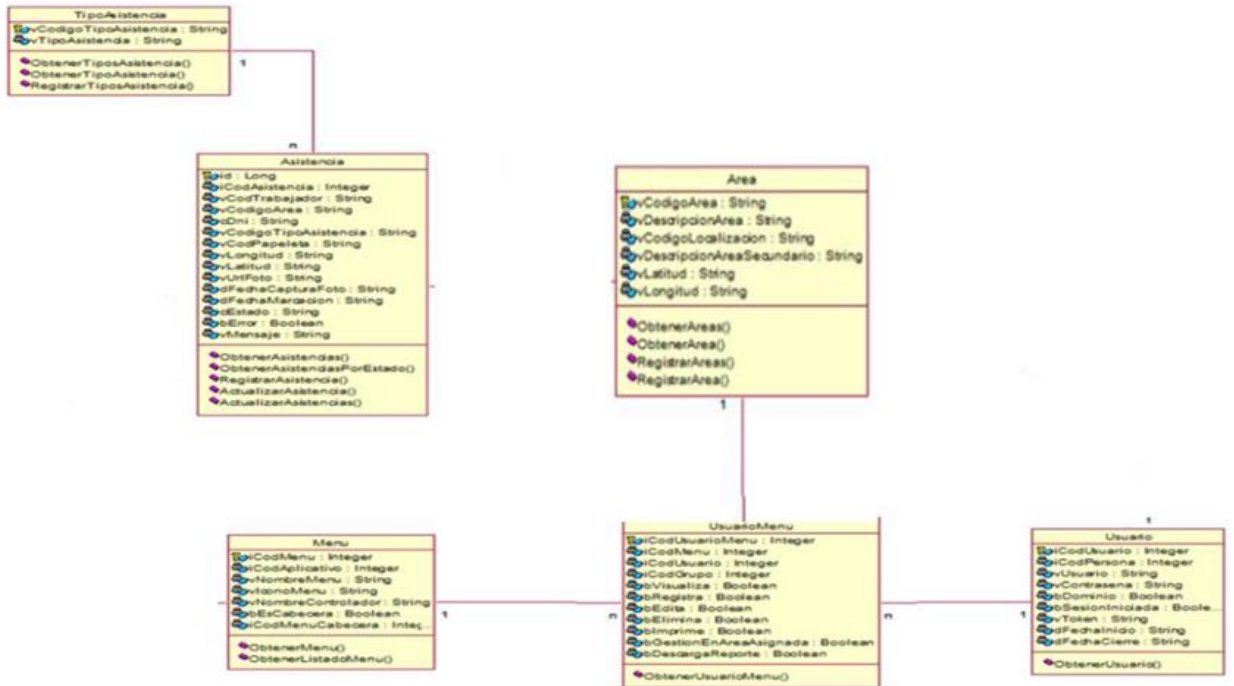 TipoAsistencia
vCodigoTipoAsistencia : String
vTipoAsistencia : String
ObtenerTiposAsistencia()
ObtenerTipoAsistencia()
RegistrarTiposAsistencia()
1
n
Asistencia
id : Long
iCodAsistencia : Integer
vCodTrabajador : String
vCodigoArea : String
cDni : String
vCodigoTipoAsistencia : String
vCodPapeleta : String
vLongitud : String
vLatitud : String
vUrlFoto : String
dFechaCapturaFoto : String
dFechaMarcacion : String
cEstado : String
bError : Boolean
vMensaje : String
ObtenerAsistencias()
ObtenerAsistenciasPorEstado()
RegistrarAsistencia()
ActualizarAsistencia()
ActualizarAsistencias()
Area
vCodigoArea : String
vDescripcionArea : String
vCodigoLocalizacion : String
vDescripcionAreaSecundario : String
vLatitud : String
vLongitud : String
ObtenerAreas()
ObtenerArea()
RegistrarAreas()
RegistrarArea()
1
Menu
iCodMenu : Integer
iCodAplicativo : Integer
vNombreMenu : String
vIconoMenu : String
vNombreControlador : String
bEsCabecera : Boolean
iCodMenuCabecera : Integ...
ObtenerMenu()
ObtenerListadoMenu()
1
n
UsuarioMenu
iCodUsuarioMenu : Integer
iCodMenu : Integer
iCodUsuario : Integer
iCodGrupo : Integer
bVisualiza : Boolean
bRegistra : Boolean
bEdita : Boolean
bElimina : Boolean
bImprime : Boolean
bGestionEnAreaAsignada : Boolean
bDescargaReporte : Boolean
ObtenerUsuarioMenu()
n
1
1
Usuario
iCodUsuario : Integer
iCodPersona : Integer
vUsuario : String
vContrasena : String
bDominio : Boolean
bSesionIniciada : Boole...
vToken : String
dFechaInicio : String
dFechaCierre : String
ObtenerUsuario()